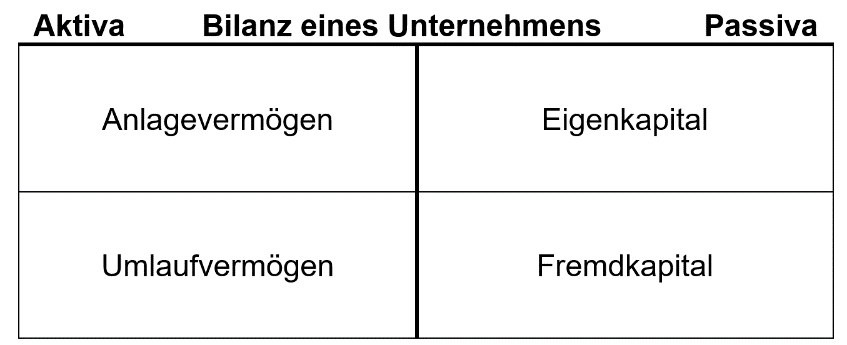 Aktiva Bilanz eines Unternehmens Passiva
Anlagevermögen Eigenkapital
Umlaufvermögen Fremdkapital